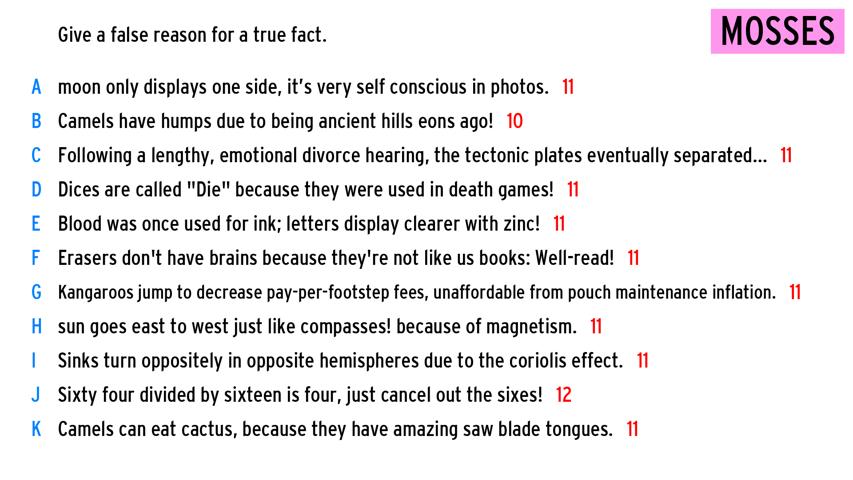 Give a false reason for a true fact.
MOSSES
A moon only displays one side, it's very self conscious in photos. 11
B Camels have humps due to being ancient hills eons ago! 10
C Following a lengthy, emotional divorce hearing, the tectonic plates eventually separated... 11
D Dices are called "Die" because they were used in death games! 11
E Blood was once used for ink; letters display clearer with zinc! 11
F Erasers don't have brains because they're not like us books: Well-read! 11
G Kangaroos jump to decrease pay-per-footstep fees, unaffordable from pouch maintenance inflation. 11
H sun goes east to west just like compasses! because of magnetism. 11
I Sinks turn oppositely in opposite hemispheres due to the coriolis effect. 11
J Sixty four divided by sixteen is four, just cancel out the sixes! 12
K Camels can eat cactus, because they have amazing saw blade tongues. 11